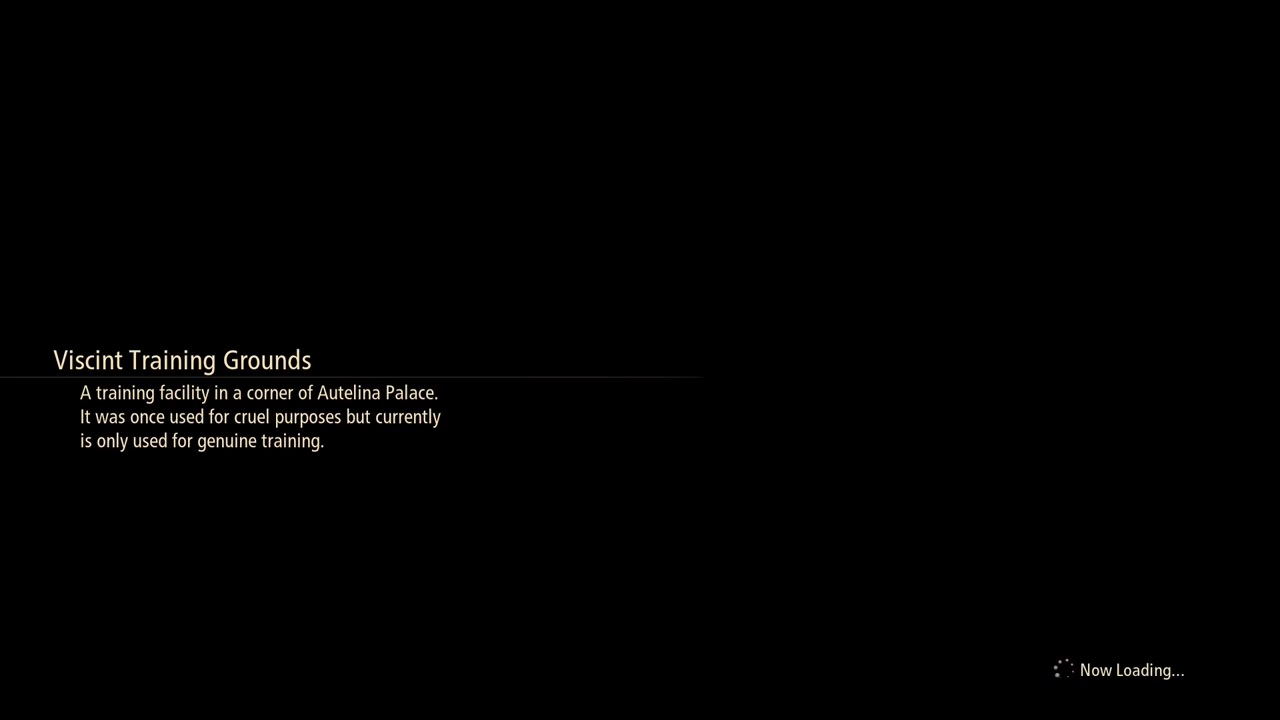 Viscint Training Grounds
A training facility in a corner of Autelina Palace.
It was once used for cruel purposes but currently
is only used for genuine training.
Now Loading...